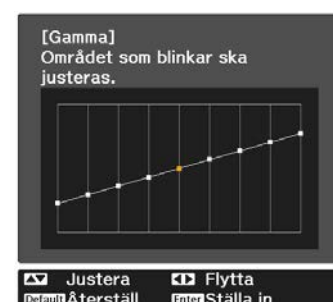 [Gamma]
Området som blinkar ska
justeras.
Justera Flytta
Default Återställ Enter Ställa in